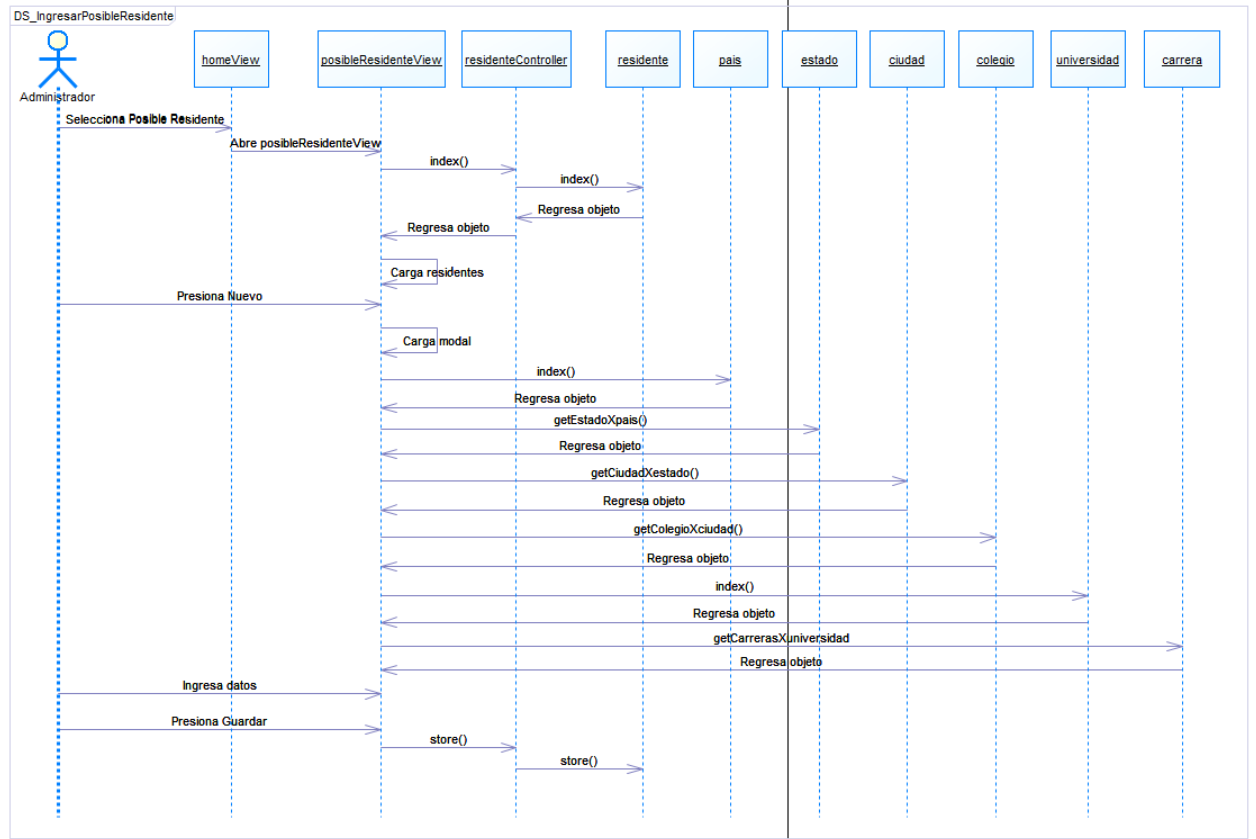 DS_IngresarPosibleResidente
Administrador
homeView
posibleResidenteView
residenteController
residente
pais
estado
ciudad
colegio
universidad
carrera
Selecciona Posible Residente
Abre posibleResidenteView
index()
index()
Regresa objeto
Regresa objeto
Carga residentes
Presiona Nuevo
Carga modal
index()
Regresa objeto
getEstadoXpais()
Regresa objeto
getCiudadXestado()
Regresa objeto
getColegioXciudad()
Regresa objeto
index()
Regresa objeto
getCarrerasXuniversidad
Regresa objeto
Ingresa datos
Presiona Guardar
store()
store()